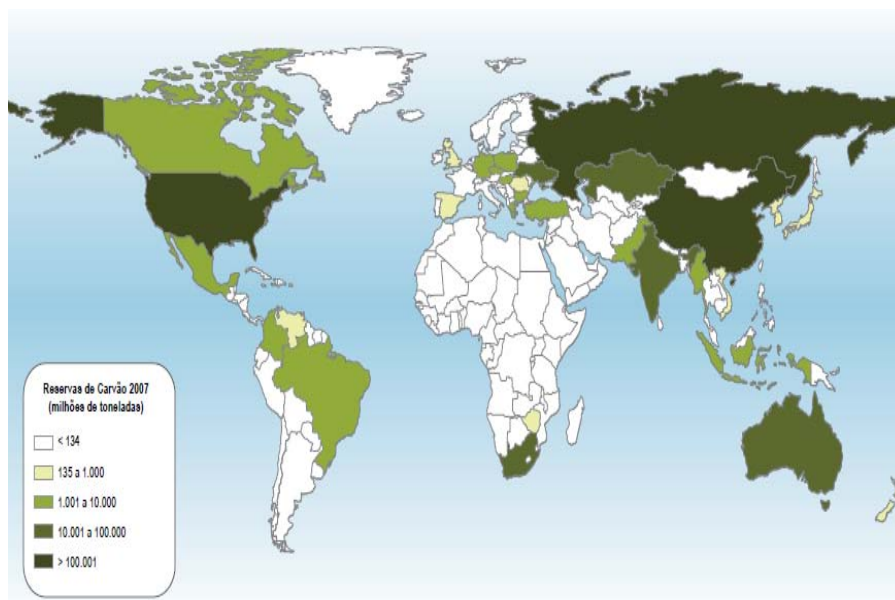 Reservas de Carvão 2007
(milhões de toneladas)
< 134
135 a 1.000
1.001 a 10.000
10.001 a 100.000
> 100.001